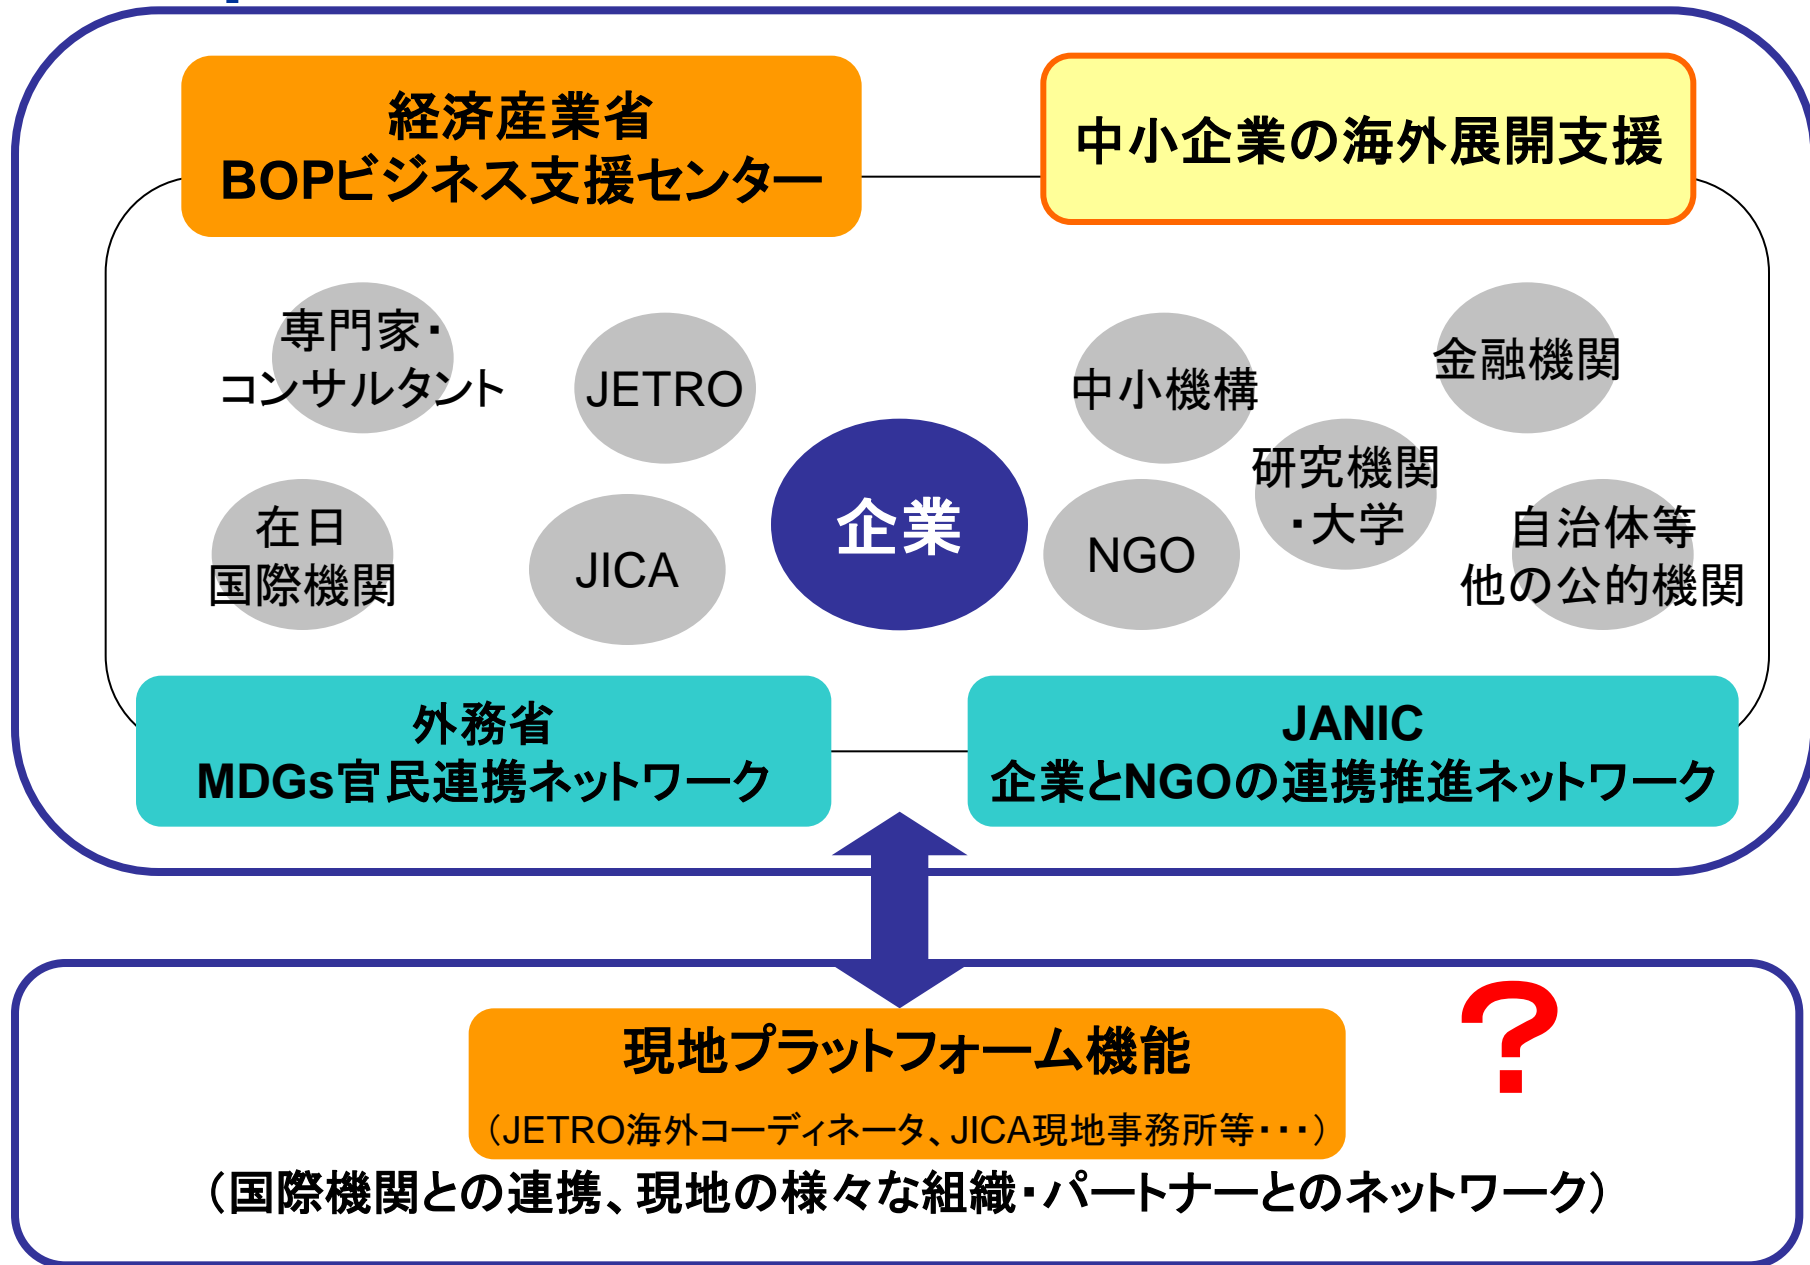 経済産業省
BOPビジネス支援センター
中小企業の海外展開支援
専門家・
コンサルタント
JETRO
中小機構
金融機関
研究機関
・大学
在日
国際機関
JICA
企業
NGO
自治体等
他の公的機関
外務省
MDGs官民連携ネットワーク
JANIC
企業とNGOの連携推進ネットワーク
現地プラットフォーム機能
?
（JETRO海外コーディネータ、JICA現地事務所等・・・）
（国際機関との連携、現地の様々な組織・パートナーとのネットワーク）